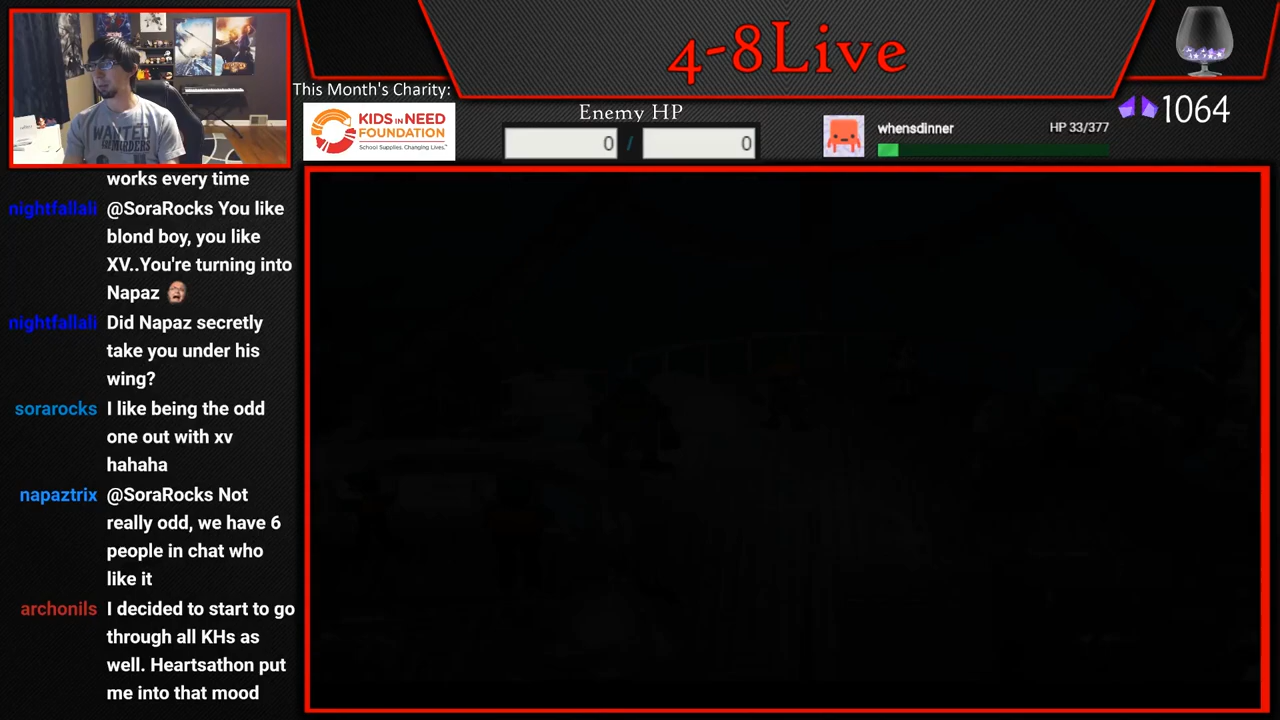 4-8Live
This Month's Charity:
KIDS IN NEED
FOUNDATION
School Supplies. Changing Lives.
Enemy HP
0 / 0
whensdinner
HP 33/377
1064
WANTED
FOR MURDERS
works every time
nightfallali @SoraRocks You like
blond boy, you like
XV..You're turning into
Napaz
nightfallali Did Napaz secretly
take you under his
wing?
sorarocks I like being the odd
one out with xv
hahaha
napaztrix @SoraRocks Not
really odd, we have 6
people in chat who
like it
archonils I decided to start to go
through all KHs as
well. Heartsathon put
me into that mood